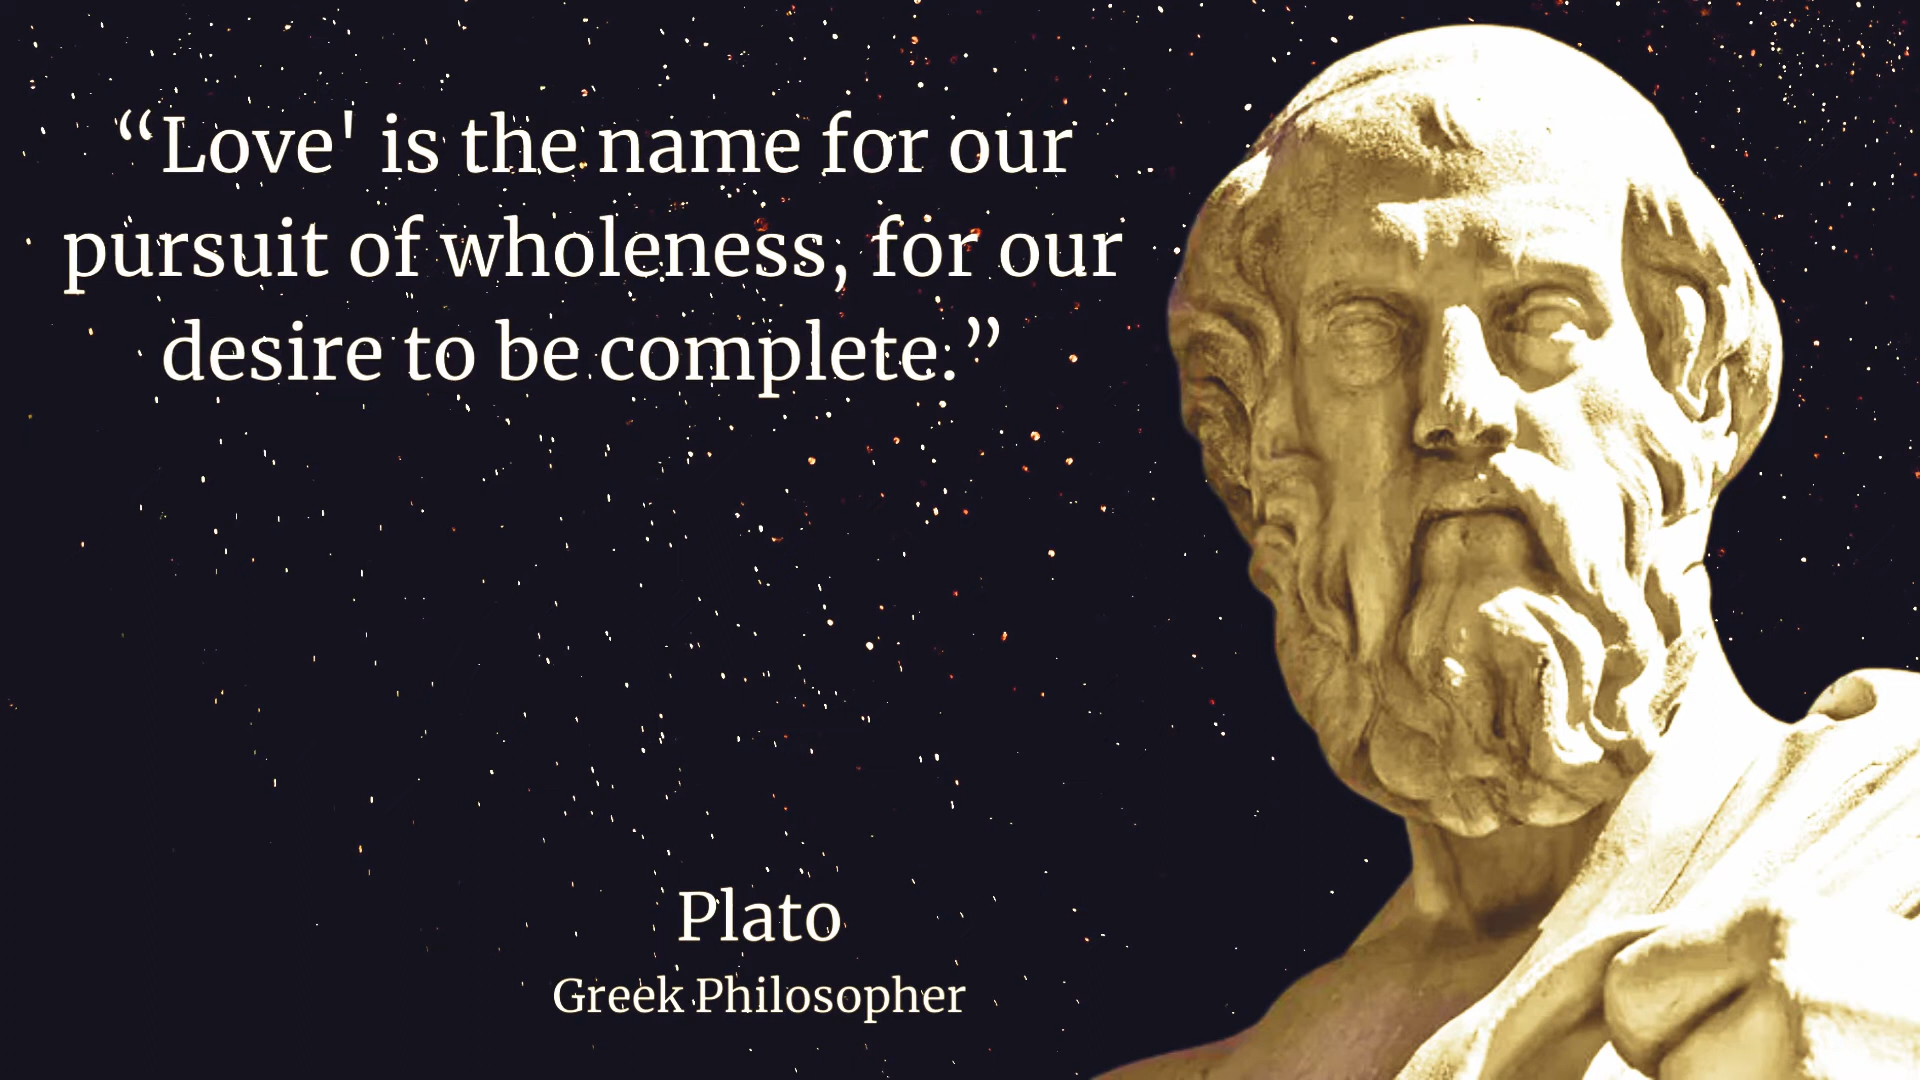 “Love' is the name for our
pursuit of wholeness, for our
desire to be complete.”
Plato
Greek Philosopher